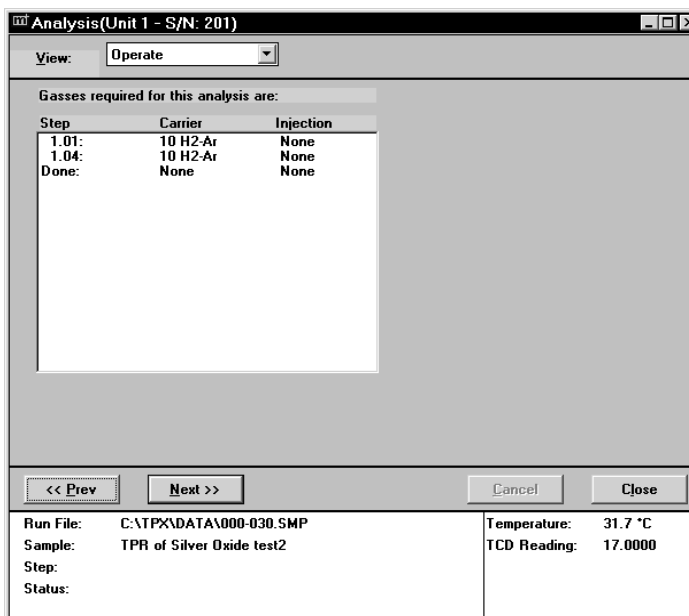 Analysis(Unit 1 - S/N: 201)
View: Operate
Gasses required for this analysis are:
Step Carrier Injection
1.01: 10 H2-Ar None
1.04: 10 H2-Ar None
Done: None None
<< Prev Next >> Cancel Close
Run File: C:\TPX\DATA\000-030.SMP Temperature: 31.7 °C
Sample: TPR of Silver Oxide test2 TCD Reading: 17.0000
Step:
Status: